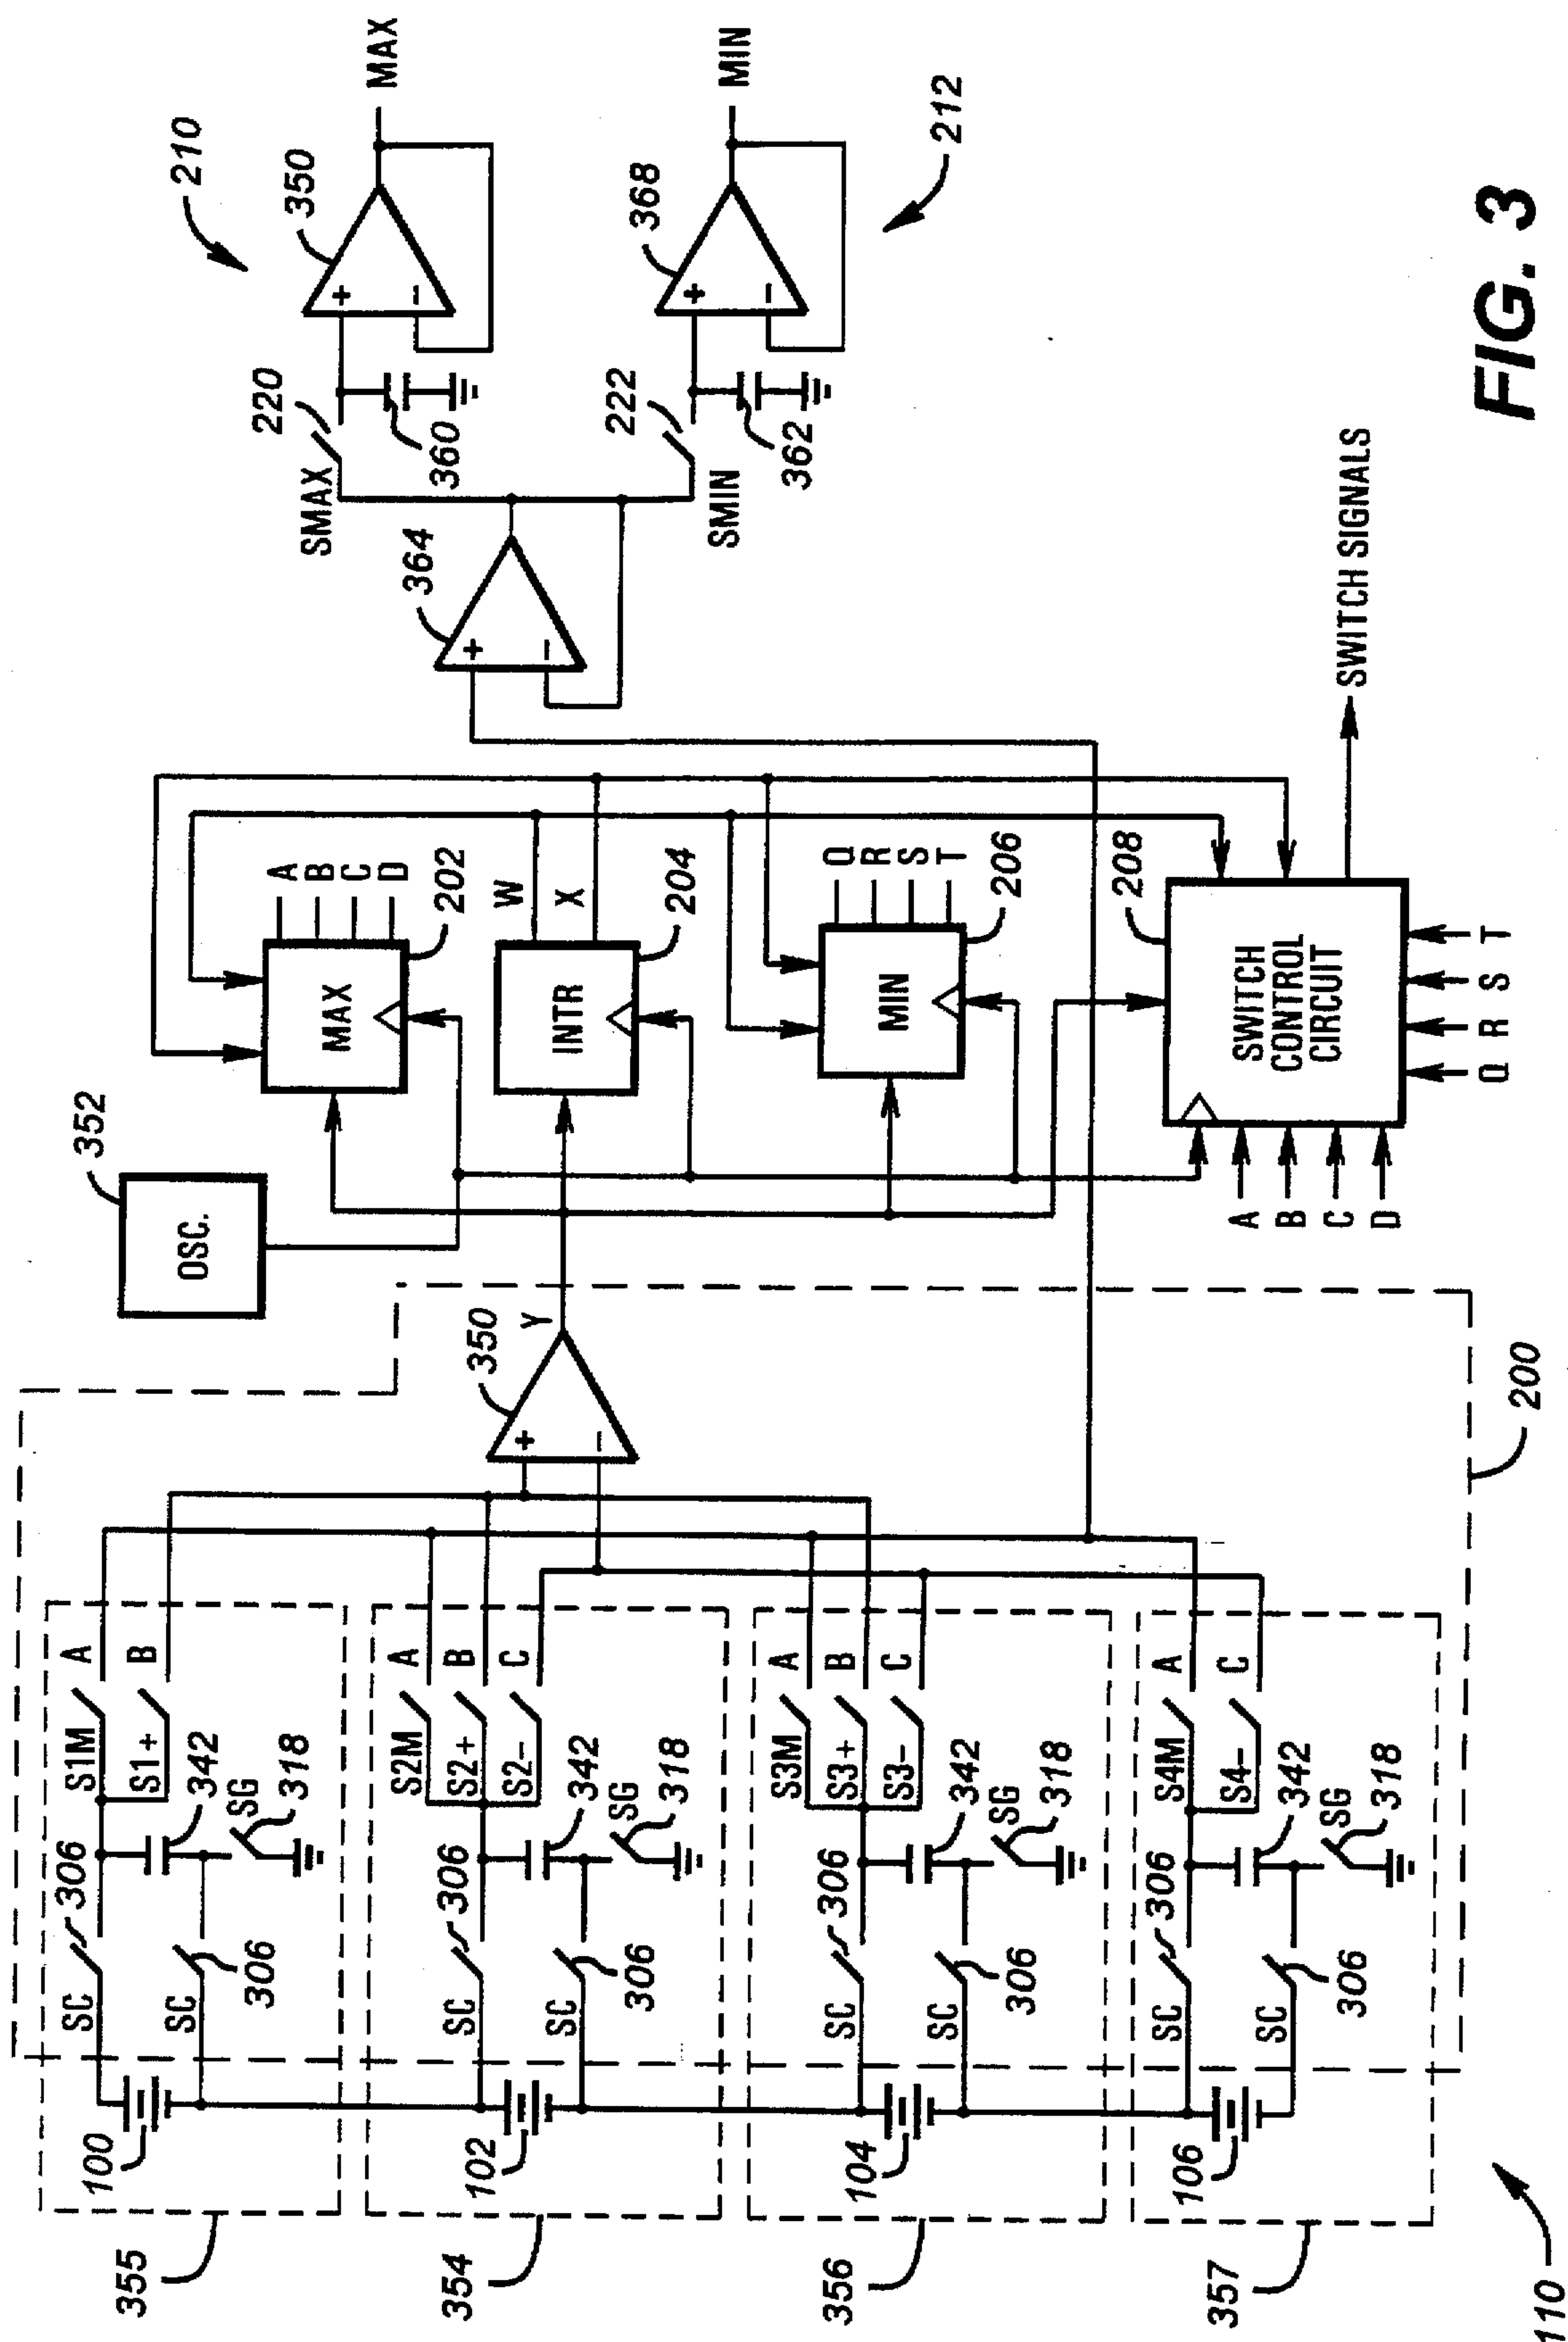 355
100
SC
306
SC
306
S1M
S1+
342
SG
318
A
B
354
102
SC
306
SC
306
S2M
S2+
S2-
342
SG
318
A
B
C
356
104
SC
306
SC
306
S3M
S3+
S3-
342
SG
318
A
B
C
357
106
SC
306
SC
306
S4M
S4-
342
SG
318
A
C
110
200
350
+
-
Y
352
OSC.
MAX
202
A
B
C
D
INTR
204
W
X
MIN
206
Q
R
S
T
208
SWITCH
CONTROL
CIRCUIT
A
B
C
D
Q
R
S
T
SWITCH SIGNALS
364
+
-
SMAX
220
360
210
350
+
-
MAX
SMIN
222
362
368
+
-
MIN
212
FIG. 3